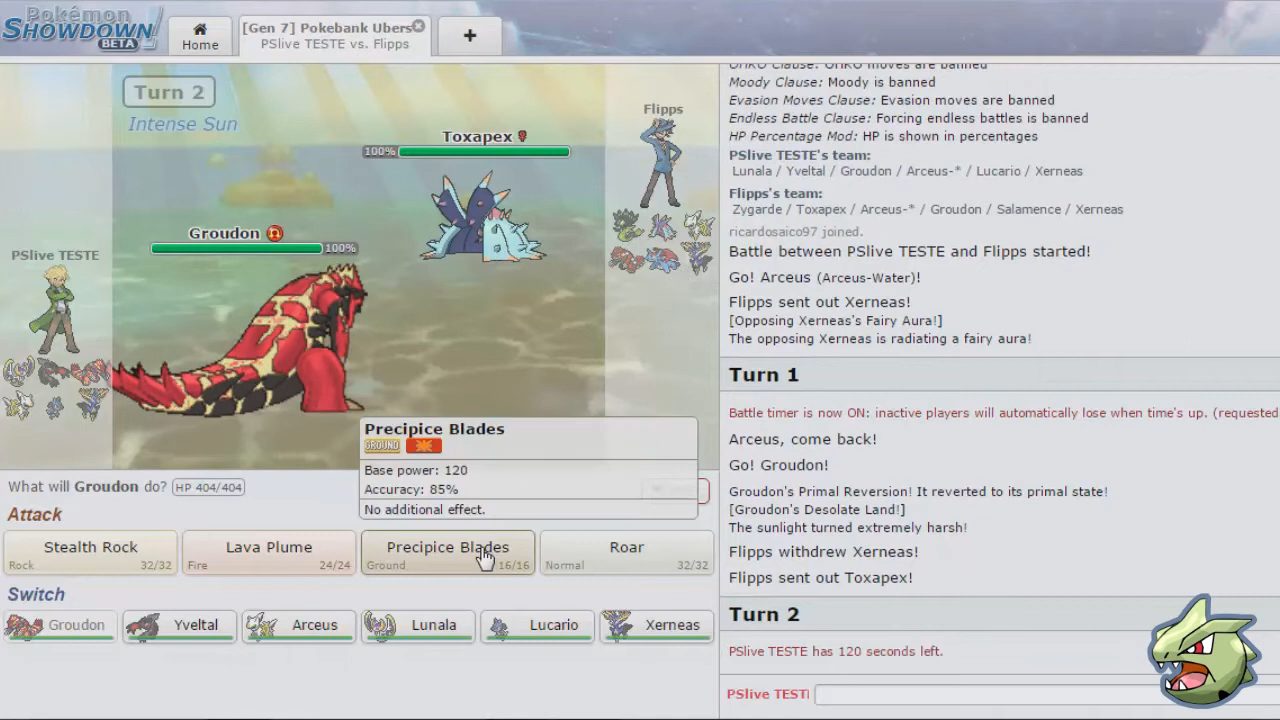 Pokémon
SHOWDOWN
BETA
Home
[Gen 7] Pokebank Ubers
PSlive TESTE vs. Flipps
+
Turn 2
Intense Sun
Flipps
Toxapex
100%
Groudon
100%
PSlive TESTE
Precipice Blades
GROUND
Base power: 120
Accuracy: 85%
No additional effect.
What will Groudon do? HP 404/404
Attack
Stealth Rock
Rock 32/32
Lava Plume
Fire 24/24
Precipice Blades
Ground 16/16
Roar
Normal 32/32
Switch
Groudon
Yveltal
Arceus
Lunala
Lucario
Xerneas
OHKO Clause: OHKO moves are banned
Moody Clause: Moody is banned
Evasion Moves Clause: Evasion moves are banned
Endless Battle Clause: Forcing endless battles is banned
HP Percentage Mod: HP is shown in percentages
PSlive TESTE's team:
Lunala / Yveltal / Groudon / Arceus-* / Lucario / Xerneas
Flipps's team:
Zygarde / Toxapex / Arceus-* / Groudon / Salamence / Xerneas
ricardosaico97 joined.
Battle between PSlive TESTE and Flipps started!
Go! Arceus (Arceus-Water)!
Flipps sent out Xerneas!
[Opposing Xerneas's Fairy Aura!]
The opposing Xerneas is radiating a fairy aura!
Turn 1
Battle timer is now ON: inactive players will automatically lose when time's up. (requested
Arceus, come back!
Go! Groudon!
Groudon's Primal Reversion! It reverted to its primal state!
[Groudon's Desolate Land!]
The sunlight turned extremely harsh!
Flipps withdrew Xerneas!
Flipps sent out Toxapex!
Turn 2
PSlive TESTE has 120 seconds left.
PSlive TEST